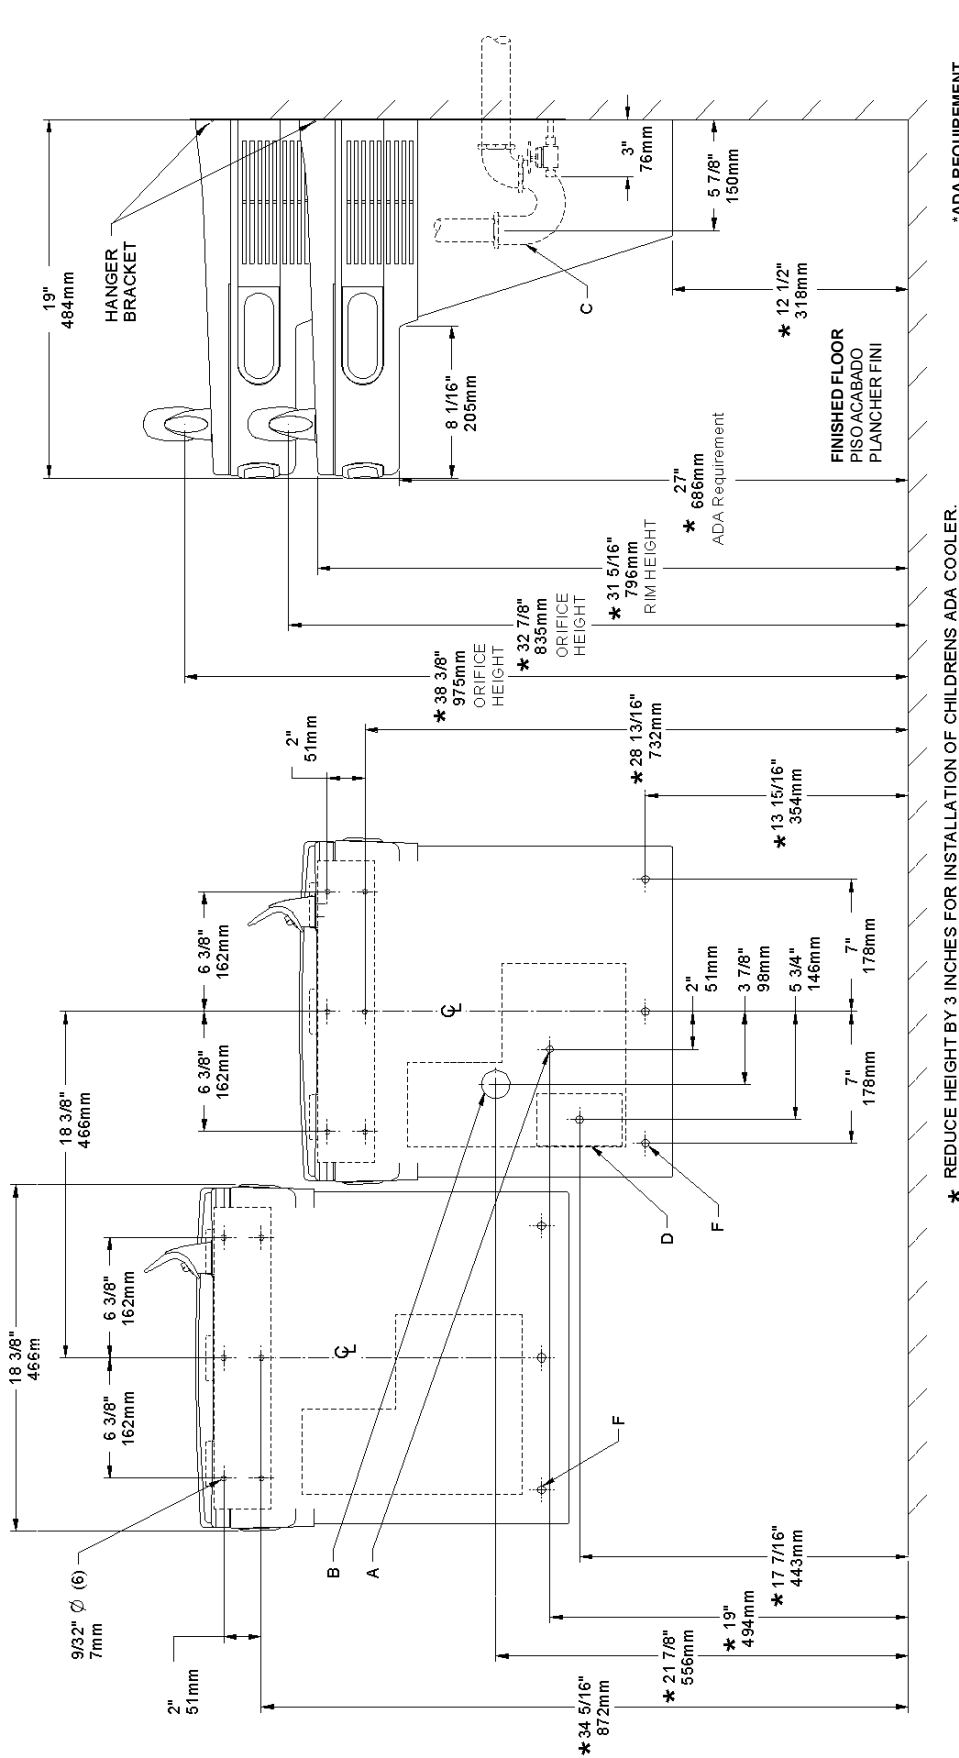 18 3/8"
466m
18 3/8"
466mm
6 3/8"
162mm
6 3/8"
162mm
6 3/8"
162mm
6 3/8"
162mm
9/32" Ø (6)
7mm
2"
51mm
2"
51mm
19"
484mm
HANGER
BRACKET
C
3"
76mm
5 7/8"
150mm
8 1/16"
205mm
* 12 1/2"
318mm
27"
* 686mm
ADA Requirement
* 31 5/16"
796mm
RIM HEIGHT
* 32 7/8"
835mm
ORIFICE
HEIGHT
* 38 3/8"
975mm
ORIFICE
HEIGHT
* 28 13/16"
732mm
* 13 15/16"
354mm
℄
℄
B
A
D
F
F
2"
51mm
3 7/8"
98mm
5 3/4"
146mm
7"
178mm
7"
178mm
* 34 5/16"
872mm
* 21 7/8"
556mm
* 19"
494mm
* 17 7/16"
443mm
FINISHED FLOOR
PISO ACABADO
PLANCHER FINI
* REDUCE HEIGHT BY 3 INCHES FOR INSTALLATION OF CHILDRENS ADA COOLER.
*ADA REQUIREMENT